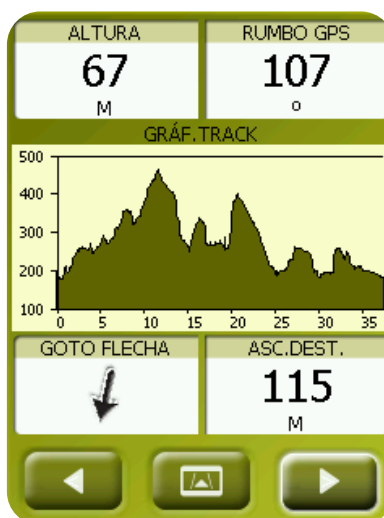 ALTURA
67
M
RUMBO GPS
107
o
GRÁF.TRACK
500
400
300
200
100
0 5 10 15 20 25 30 35
GOTO FLECHA
ASC.DEST.
115
M